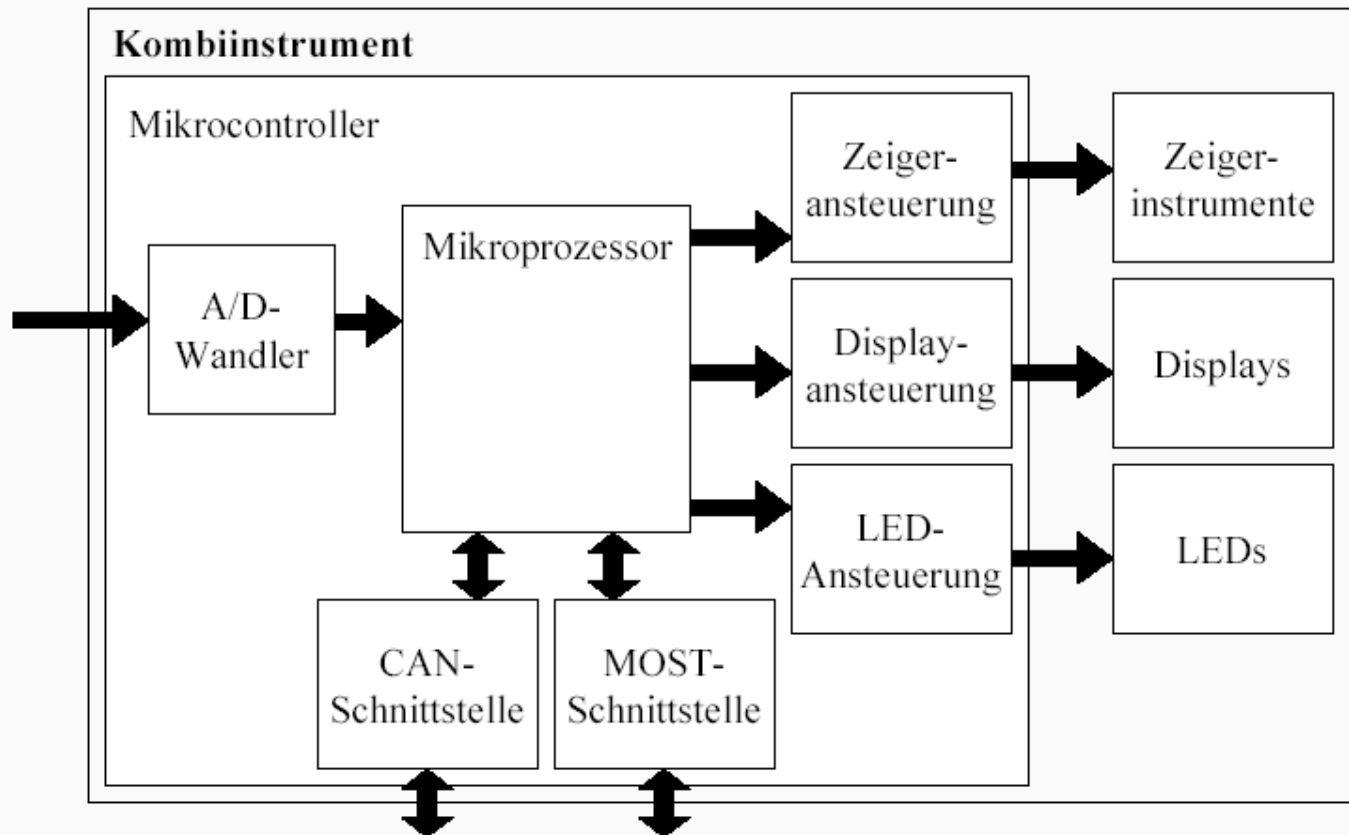 Kombiinstrument
Mikrocontroller
Zeiger-
ansteuerung
Zeiger-
instrumente
Mikroprozessor
A/D-
Wandler
Display-
ansteuerung
Displays
LED-
Ansteuerung
LEDs
CAN-
Schnittstelle
MOST-
Schnittstelle